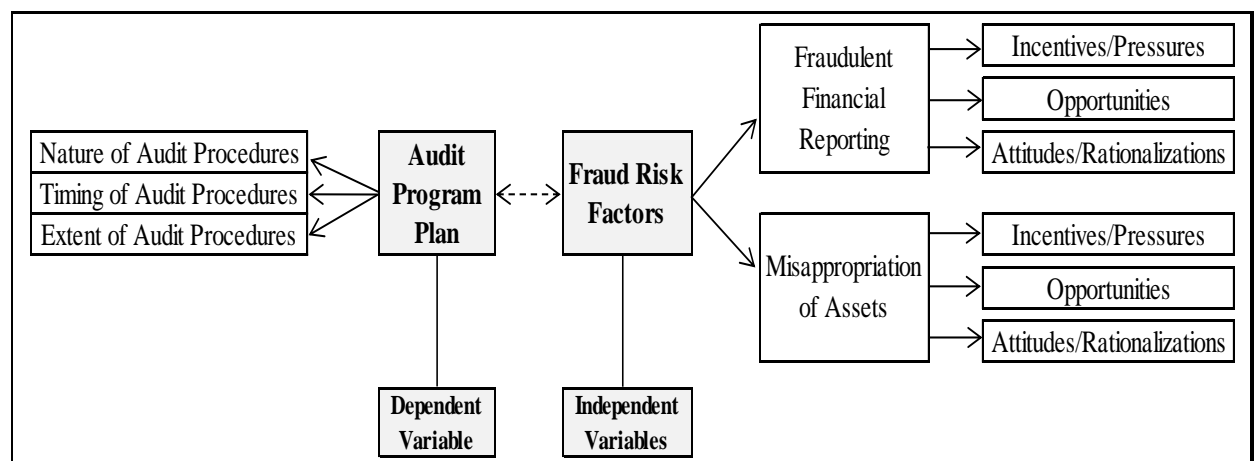 Nature of Audit Procedures
Timing of Audit Procedures
Extent of Audit Procedures
Audit
Program
Plan
Fraud Risk
Factors
Fraudulent
Financial
Reporting
Incentives/Pressures
Opportunities
Attitudes/Rationalizations
Misappropriation
of Assets
Incentives/Pressures
Opportunities
Attitudes/Rationalizations
Dependent
Variable
Independent
Variables